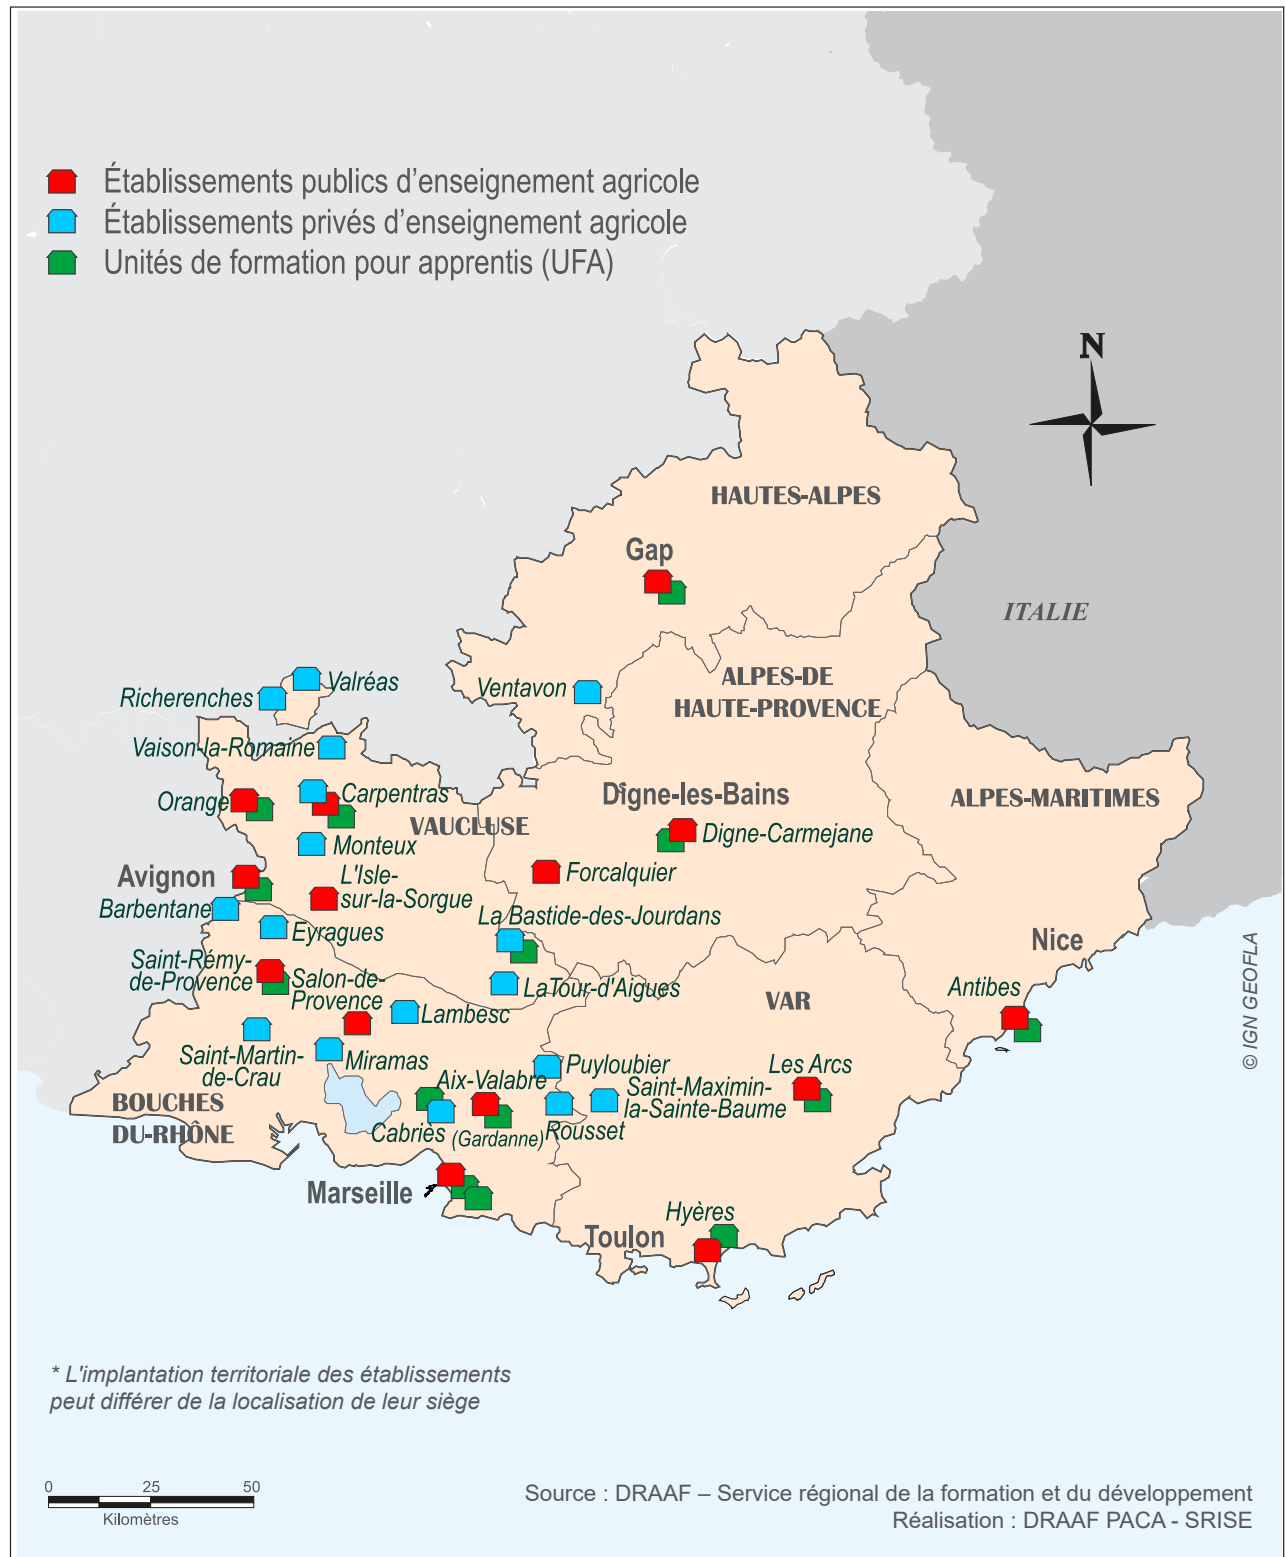 Établissements publics d'enseignement agricole
Établissements privés d'enseignement agricole
Unités de formation pour apprentis (UFA)
N
HAUTES-ALPES
Gap
ITALIE
Valréas
Richerenches
Ventavon
ALPES-DE
HAUTE-PROVENCE
Vaison-la-Romaine
Orange
Carpentras
VAUCLUSE
Digne-les-Bains
ALPES-MARITIMES
Digne-Carmejane
Monteux
Avignon
L'Isle-
sur-la-Sorgue
Forcalquier
Barbentane
Eyragues
La Bastide-des-Jourdans
Nice
Saint-Rémy-
de-Provence
Salon-de-
Provence
LaTour-d'Aigues
VAR
Antibes
Lambesc
Saint-Martin-
de-Crau
Miramas
Puyloubier
Les Arcs
Aix-Valabre
Saint-Maximin-
la-Sainte-Baume
BOUCHES
DU-RHÔNE
Cabriès
(Gardanne)
Rousset
Marseille
Hyères
Toulon
© IGN GEOFLA
* L'implantation territoriale des établissements
peut différer de la localisation de leur siège
0 25 50
Kilomètres
Source : DRAAF – Service régional de la formation et du développement
Réalisation : DRAAF PACA - SRISE